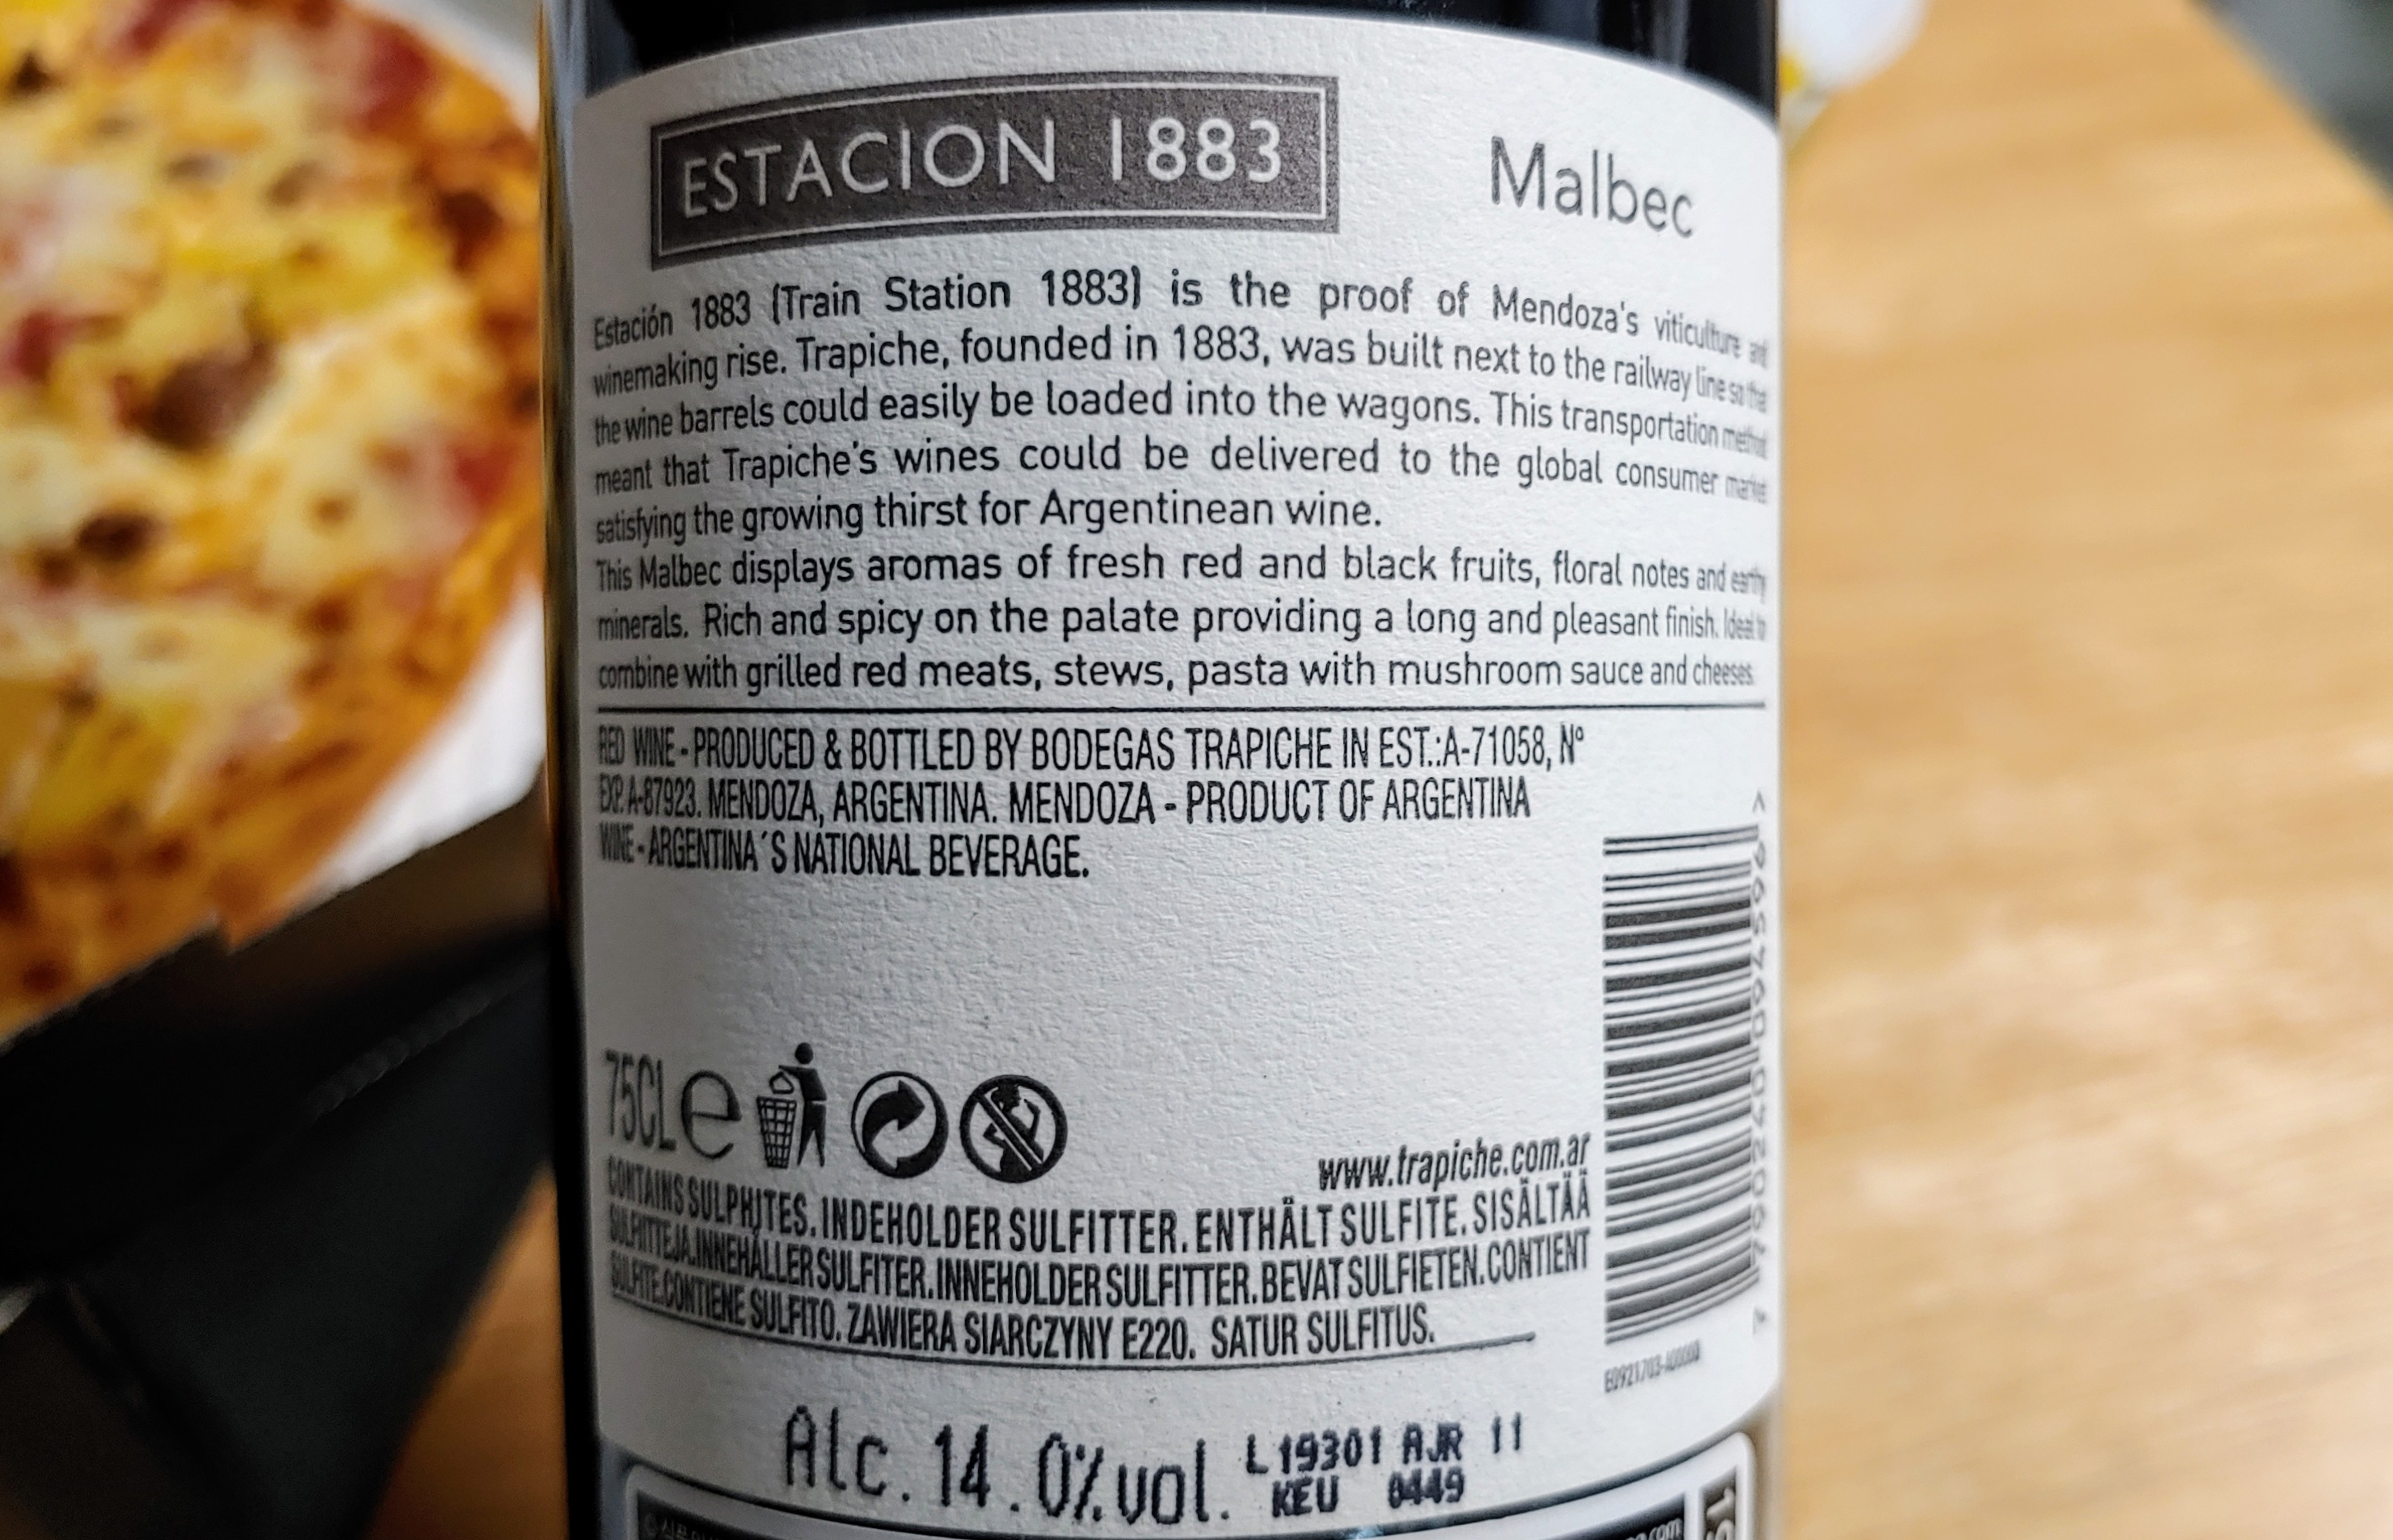 ESTACION 1883
Malbec
Estación 1883 (Train Station 1883) is the proof of Mendoza's viticulture and
winemaking rise. Trapiche, founded in 1883, was built next to the railway line so that
the wine barrels could easily be loaded into the wagons. This transportation method
meant that Trapiche's wines could be delivered to the global consumer market
satisfying the growing thirst for Argentinean wine.
This Malbec displays aromas of fresh red and black fruits, floral notes and earthy
minerals. Rich and spicy on the palate providing a long and pleasant finish. Ideal to
combine with grilled red meats, stews, pasta with mushroom sauce and cheeses.
RED WINE - PRODUCED & BOTTLED BY BODEGAS TRAPICHE IN EST.:A-71058, Nº
EXP. A-87923. MENDOZA, ARGENTINA. MENDOZA - PRODUCT OF ARGENTINA
WINE - ARGENTINA´S NATIONAL BEVERAGE.
75CL e
www.trapiche.com.ar
CONTAINS SULPHITES. INDEHOLDER SULFITTER. ENTHÄLT SULFITE. SISÄLTÄÄ
SULFIITTEJA.INNEHÅLLER SULFITER.INNEHOLDER SULFITTER.BEVAT SULFIETEN.CONTIENT
SULFITE.CONTIENE SULFITO. ZAWIERA SIARCZYNY E220. SATUR SULFITUS.
Alc. 14.0% vol. L19301 AJR 11
KEU 0449